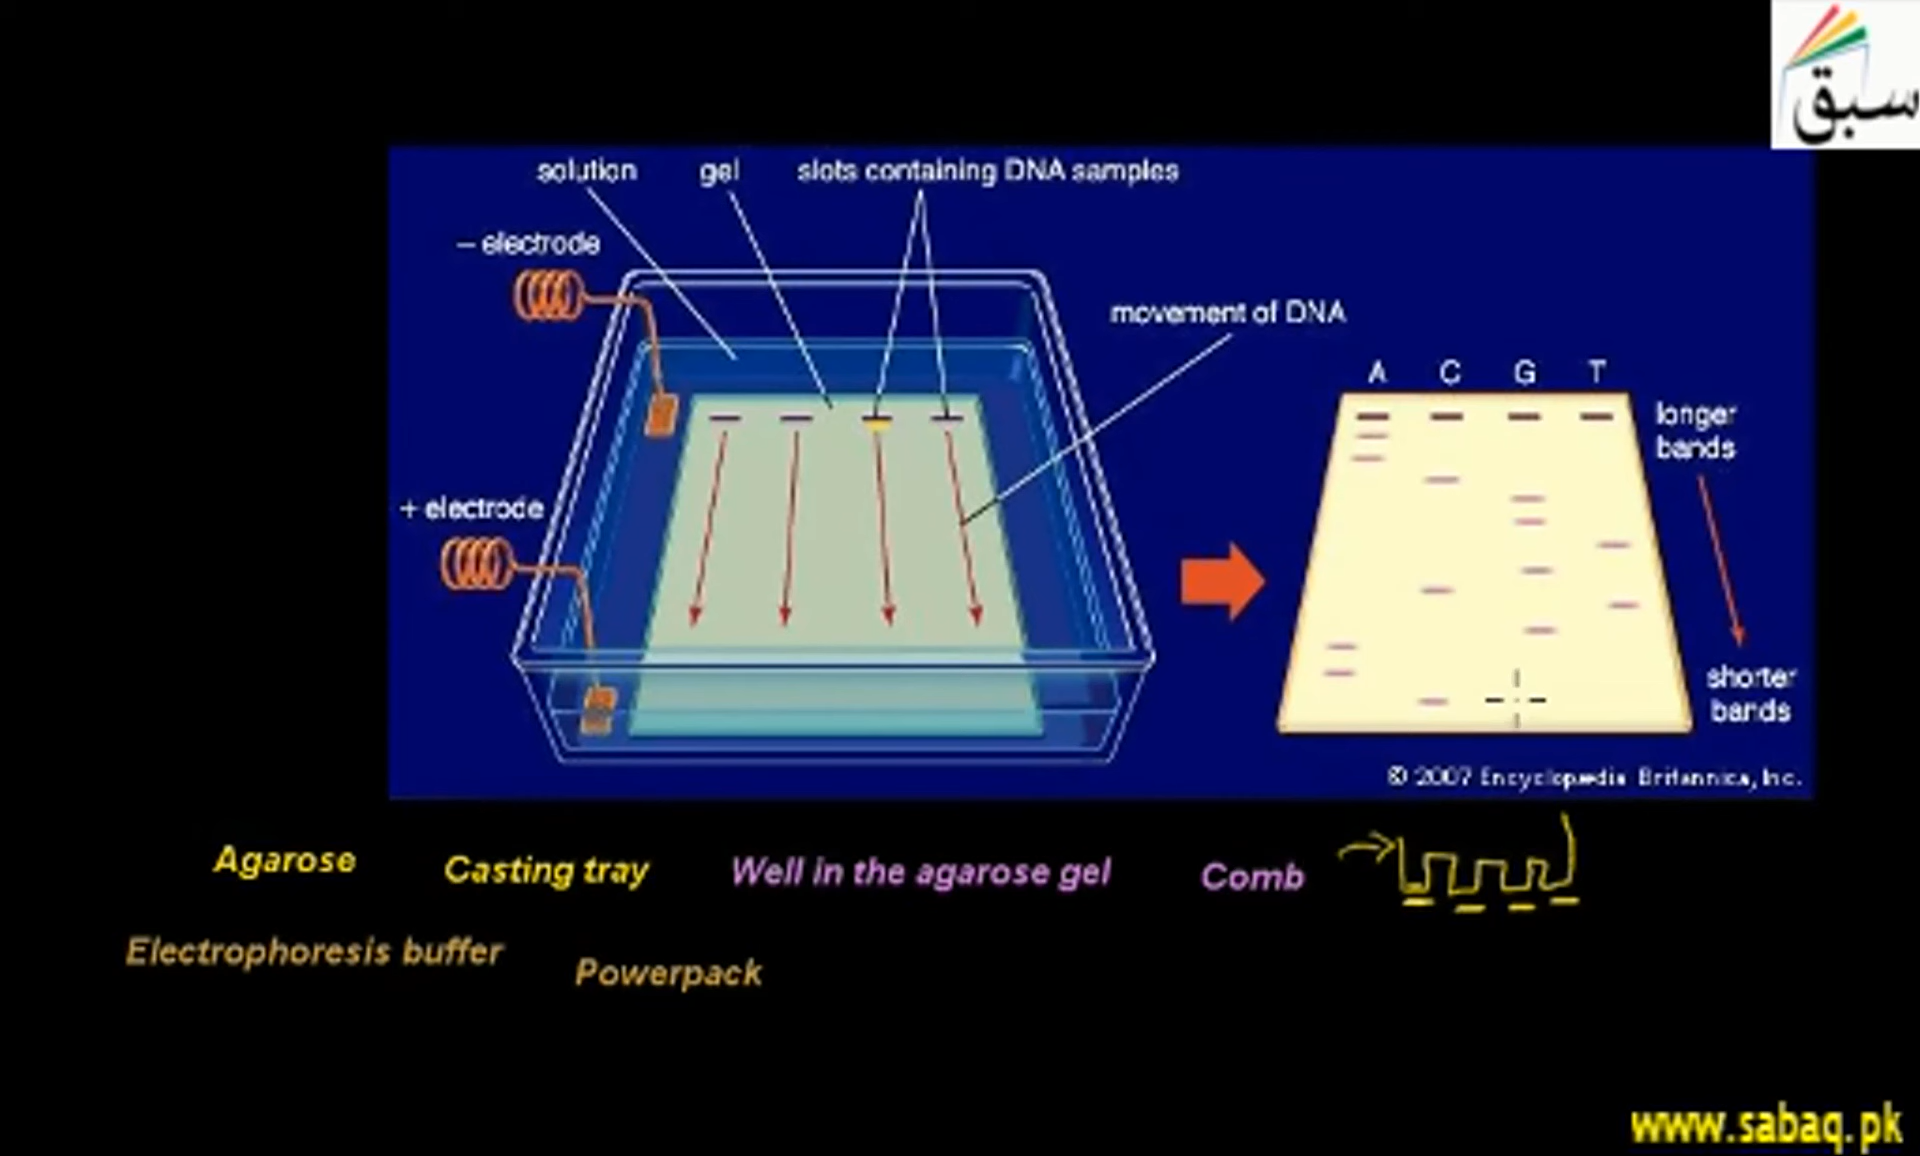 سبق
solution gel slots containing DNA samples
– electrode
movement of DNA
A C G T
longer
bands
+ electrode
shorter
bands
© 2007 Encyclopædia Britannica, Inc.
Agarose Casting tray Well in the agarose gel Comb
Electrophoresis buffer Powerpack
www.sabaq.pk